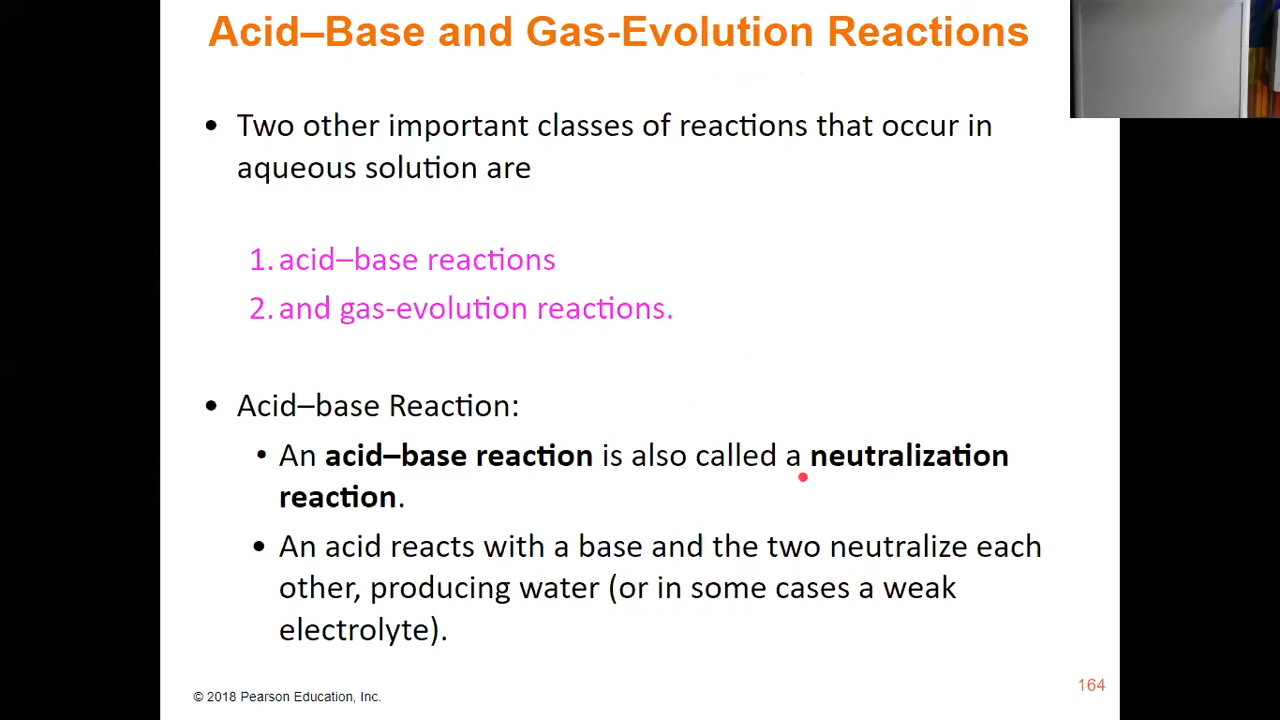 Acid–Base and Gas-Evolution Reactions
• Two other important classes of reactions that occur in
aqueous solution are
1. acid–base reactions
2. and gas-evolution reactions.
• Acid–base Reaction:
• An acid–base reaction is also called a neutralization
reaction.
• An acid reacts with a base and the two neutralize each
other, producing water (or in some cases a weak
electrolyte).
© 2018 Pearson Education, Inc.
164